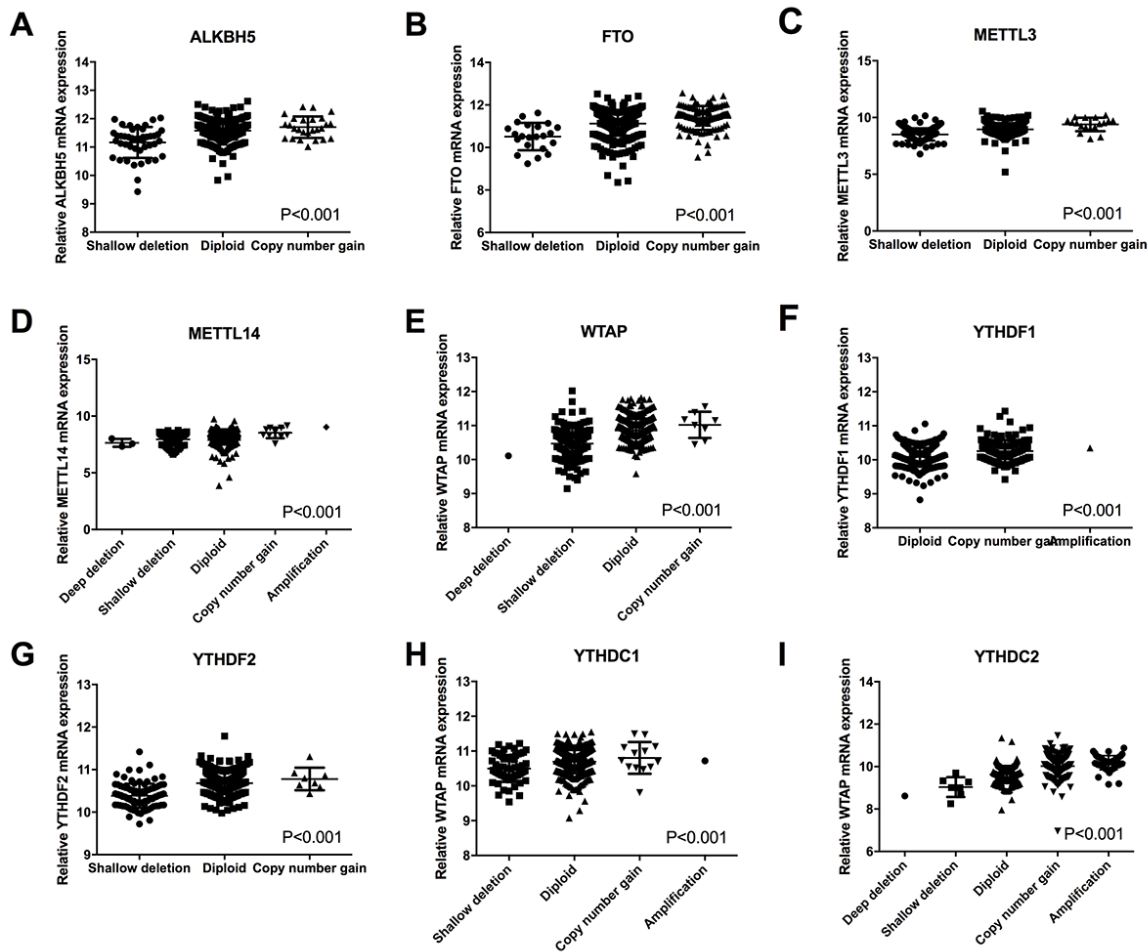 A
ALKBH5
Relative ALKBH5 mRNA expression
14
13
12
11
10
9
8
P<0.001
Shallow deletion
Diploid
Copy number gain
B
FTO
Relative FTO mRNA expression
14
12
10
8
6
P<0.001
Shallow deletion
Diploid
Copy number gain
C
METTL3
Relative METTL3 mRNA expression
15
10
5
0
P<0.001
Shallow deletion
Diploid
Copy number gain
D
METTL14
Relative METTL14 mRNA expression
15
10
5
0
P<0.001
Deep deletion
Shallow deletion
Diploid
Copy number gain
Amplification
E
WTAP
Relative WTAP mRNA expression
13
12
11
10
9
8
P<0.001
Deep deletion
Shallow deletion
Diploid
Copy number gain
F
YTHDF1
Relative YTHDF1 mRNA expression
13
12
11
10
9
8
P<0.001
Diploid
Copy number gain
Amplification
G
YTHDF2
Relative YTHDF2 mRNA expression
13
12
11
10
9
P<0.001
Shallow deletion
Diploid
Copy number gain
H
YTHDC1
Relative WTAP mRNA expression
13
12
11
10
9
8
P<0.001
Shallow deletion
Diploid
Copy number gain
Amplification
I
YTHDC2
Relative WTAP mRNA expression
14
12
10
8
6
P<0.001
Deep deletion
Shallow deletion
Diploid
Copy number gain
Amplification